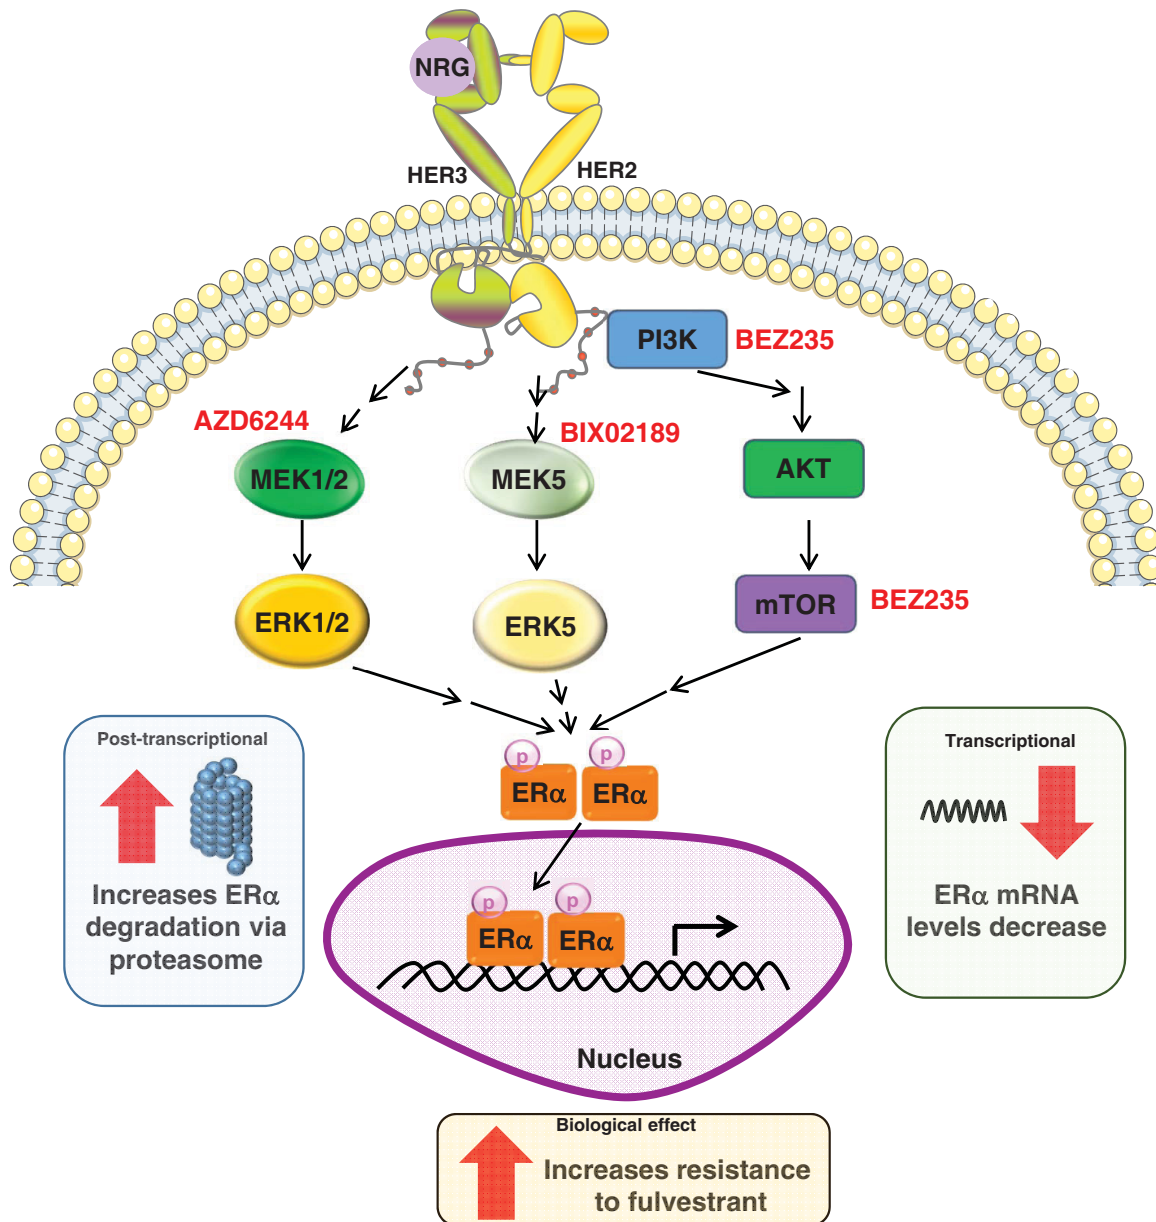 NRG
HER3
HER2
PI3K
BEZ235
AZD6244
BIX02189
MEK1/2
MEK5
AKT
ERK1/2
ERK5
mTOR
BEZ235
Post-transcriptional
Increases ERα
degradation via
proteasome
p
p
ERα
ERα
Transcriptional
ERα mRNA
levels decrease
p
p
ERα
ERα
Nucleus
Biological effect
Increases resistance
to fulvestrant